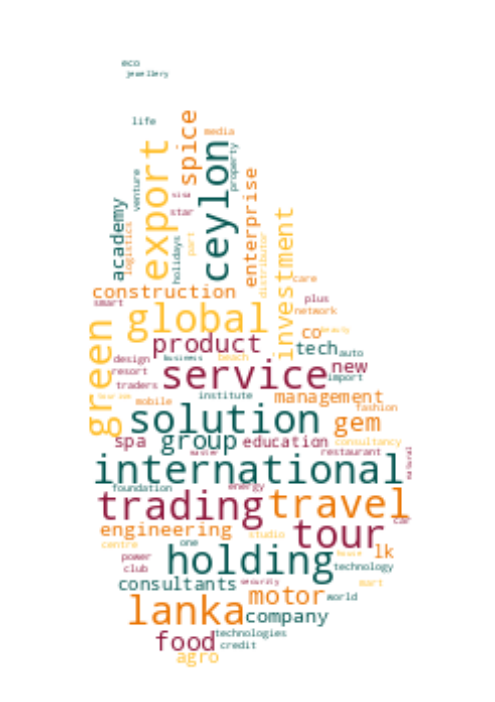 eco
jewellery
life
spice
media
export
ceylon
property
venture
visa
star
academy
logistics
holidays
part
enterprise
distributor
investment
construction
care
smart
plus
global
network
co
beauty
product
tech
auto
green
design
business
beach
service
new
resort
import
traders
tourism
institute
management
mobile
fashion
solution
gem
spa
group
education
consultancy
master
restaurant
natural
international
foundation
energy
trading
travel
car
engineering
tour
studio
centre
one
holding
house
lk
power
technology
club
consultants
security
mart
motor
world
lanka
company
food
technologies
credit
agro